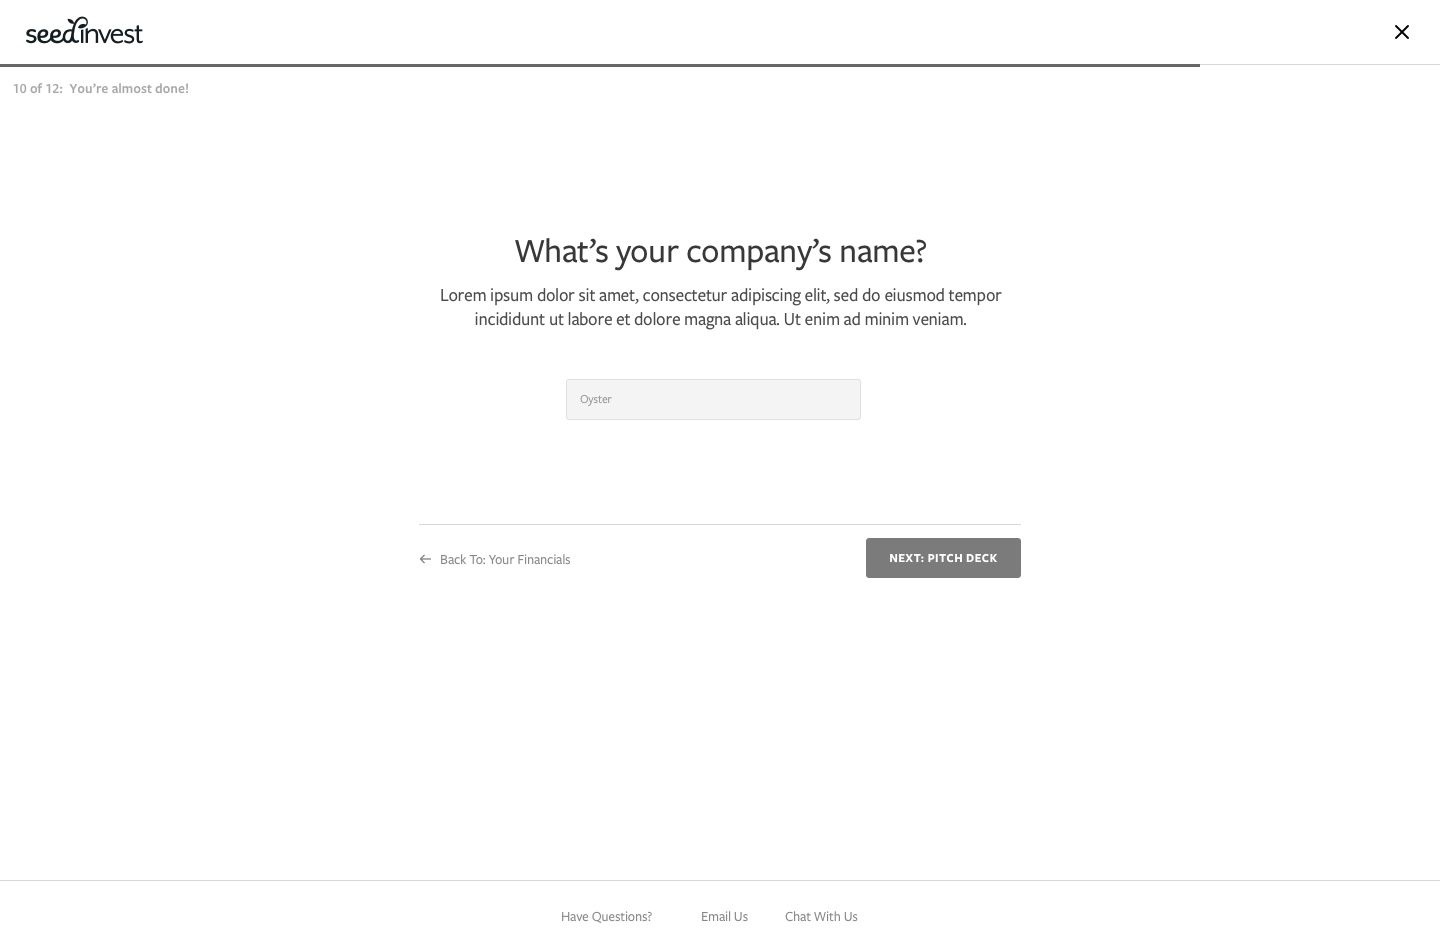 seedinvest
10 of 12: You're almost done!
What's your company's name?
Lorem ipsum dolor sit amet, consectetur adipiscing elit, sed do eiusmod tempor
incididunt ut labore et dolore magna aliqua. Ut enim ad minim veniam.
Oyster
← Back To: Your Financials
NEXT: PITCH DECK
Have Questions? Email Us Chat With Us